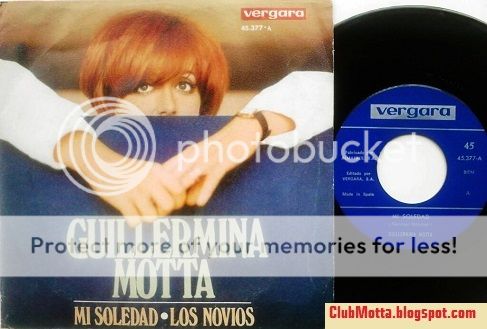 vergara
45.377-A
photobucket
GUILLERMINA
MOTTA
Protect more of your memories for less!
MI SOLEDAD • LOS NOVIOS
vergara
45
45.377-A
Editado por
VERGARA, S.A.
A
Made in Spain
MI SOLEDAD
GUILLERMINA MOTTA
ClubMotta.blogspot.com